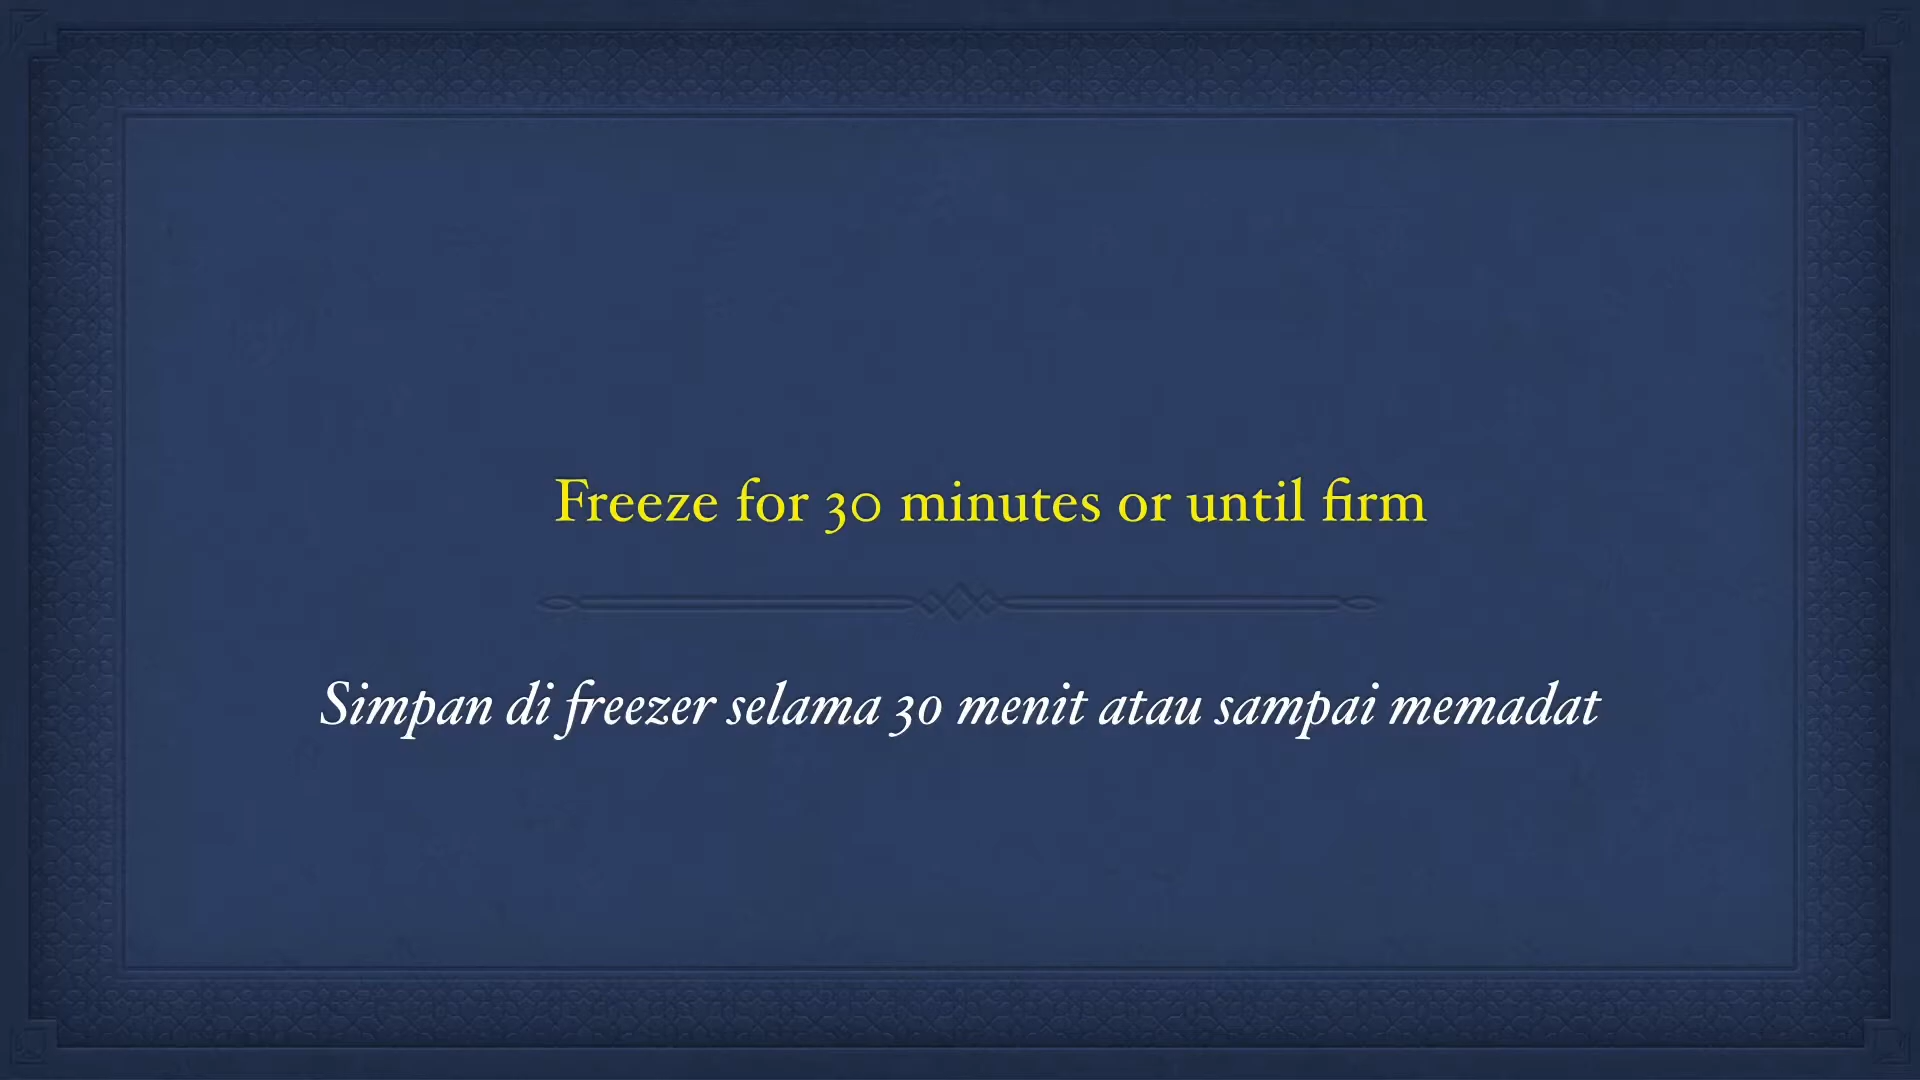 Freeze for 30 minutes or until firm
Simpan di freezer selama 30 menit atau sampai memadat